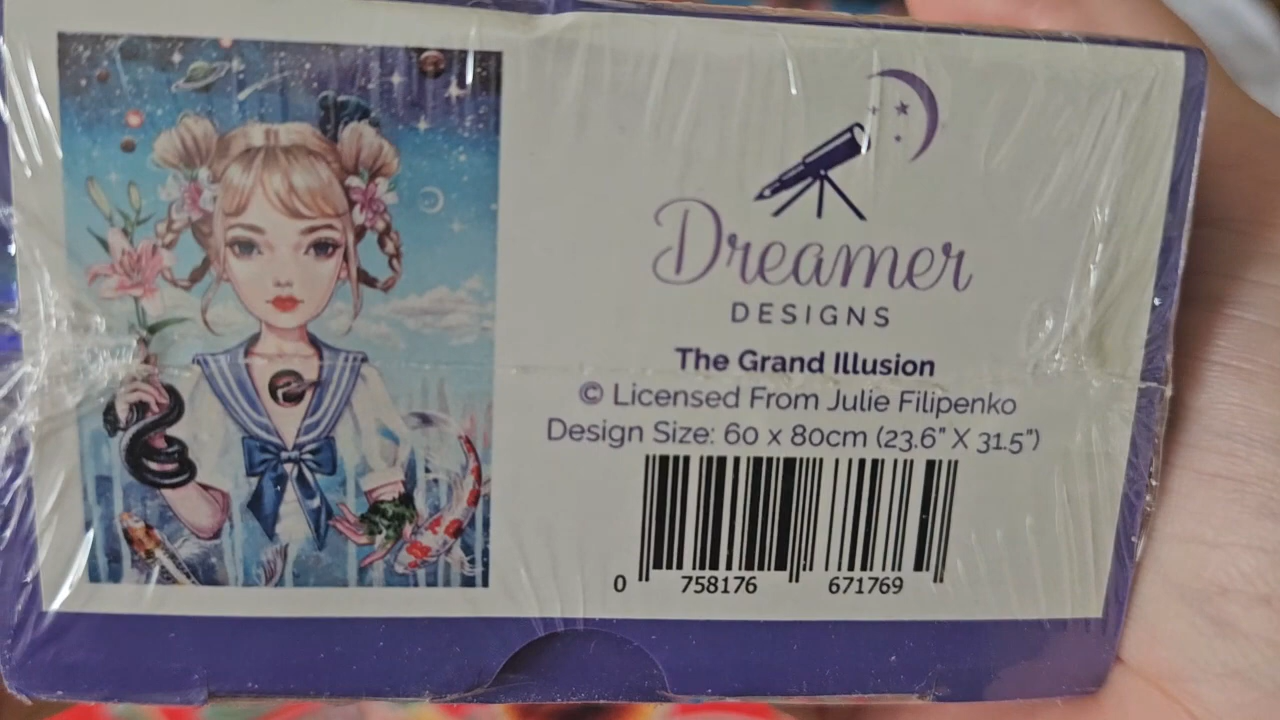 Dreamer
DESIGNS
The Grand Illusion
© Licensed From Julie Filipenko
Design Size: 60 x 80cm (23.6" X 31.5")
0 758176 671769